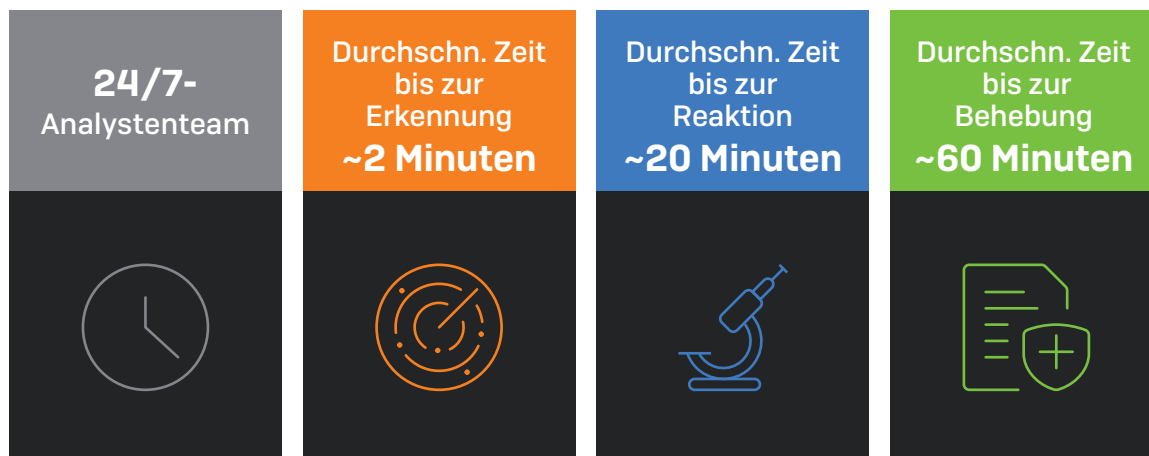 24/7-
Analystenteam
Durchschn. Zeit
bis zur
Erkennung
~2 Minuten
Durchschn. Zeit
bis zur
Reaktion
~20 Minuten
Durchschn. Zeit
bis zur
Behebung
~60 Minuten